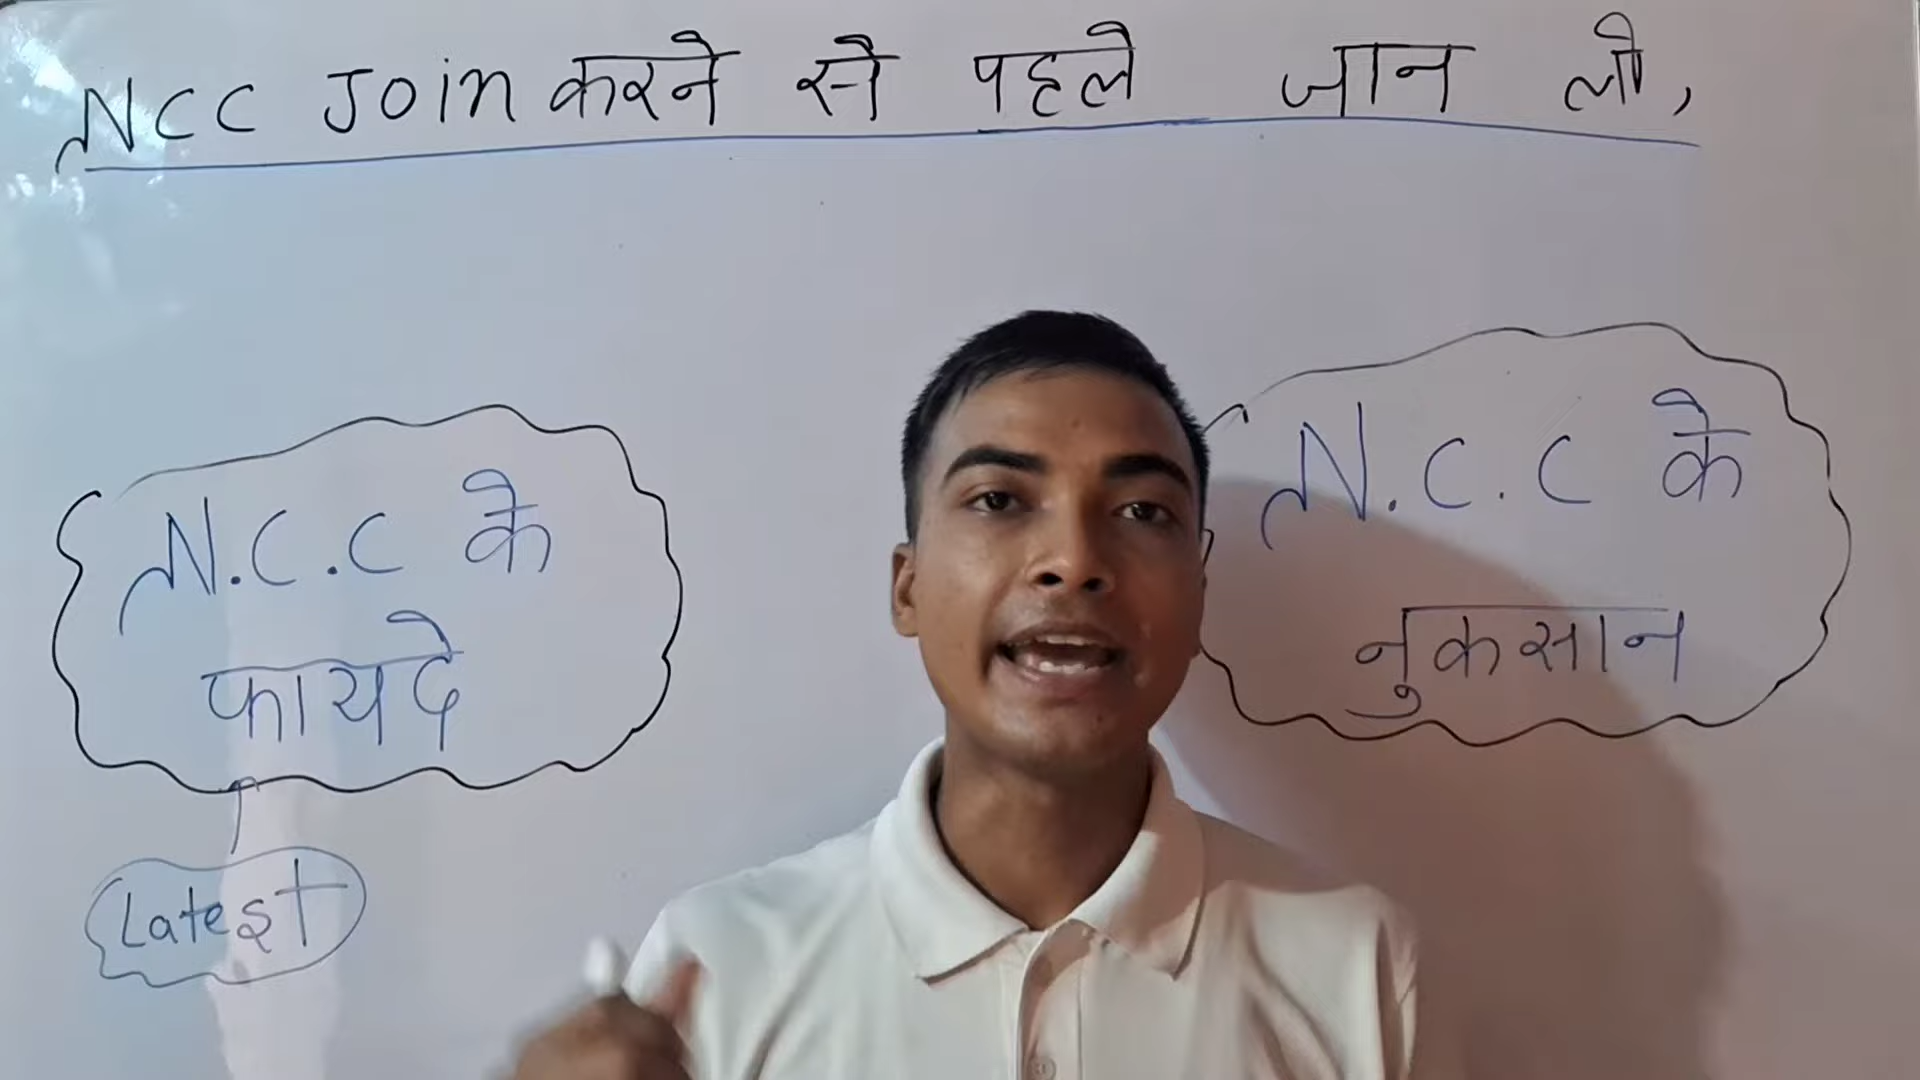 NCC Join करने से पहले जान लो,
N.C.C के
फायदे
Latest
N.C.C के
नुकसान